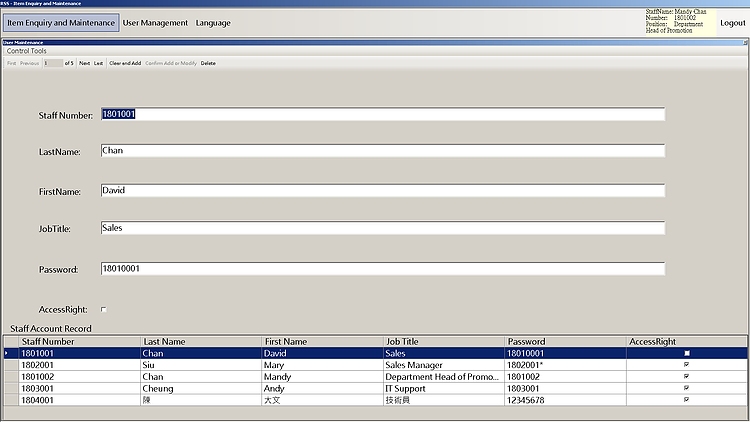 RSS - Item Enquiry and Maintenance
Item Enquiry and Maintenance User Management Language
StaffName: Mandy Chan
Number: 1801002
Position: Department
Head of Promotion
Logout
User Maintenance
Control Tools
First Previous 1 of 5 Next Last Clear and Add Confirm Add or Modify Delete
Staff Number: 1801001
LastName: Chan
FirstName: David
JobTitle: Sales
Password: 18010001
AccessRight:
Staff Account Record
Staff Number Last Name First Name Job Title Password AccessRight
1801001 Chan David Sales 18010001
1802001 Siu Mary Sales Manager 1802001*
1801002 Chan Mandy Department Head of Promo... 1801002
1803001 Cheung Andy IT Support 1803001
1804001 陳 大文 技術員 12345678